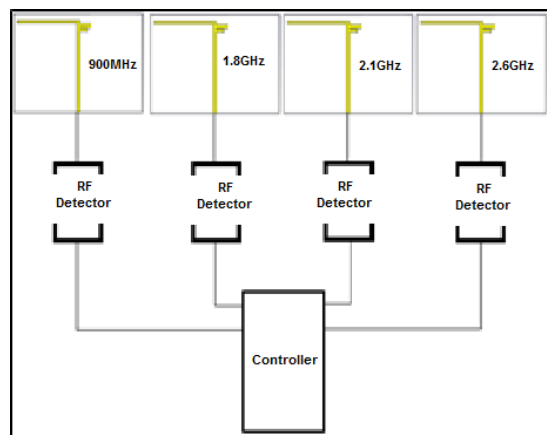 900MHz
1.8GHz
2.1GHz
2.6GHz
RF
Detector
RF
Detector
RF
Detector
RF
Detector
Controller